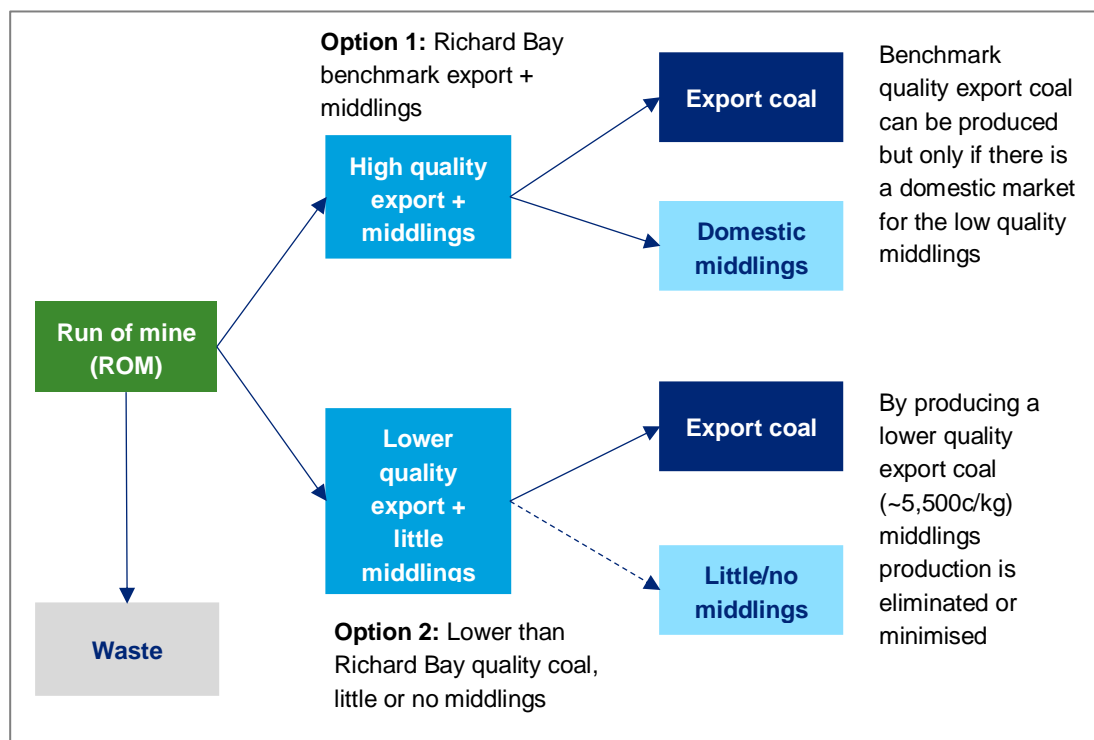 Option 1: Richard Bay
benchmark export +
middlings
High quality
export +
middlings
Export coal
Domestic
middlings
Benchmark
quality export coal
can be produced
but only if there is
a domestic market
for the low quality
middlings
Run of mine
(ROM)
Waste
Lower
quality
export +
little
middlings
Option 2: Lower than
Richard Bay quality coal,
little or no middlings
Export coal
Little/no
middlings
By producing a
lower quality
export coal
(~5,500c/kg)
middlings
production is
eliminated or
minimised